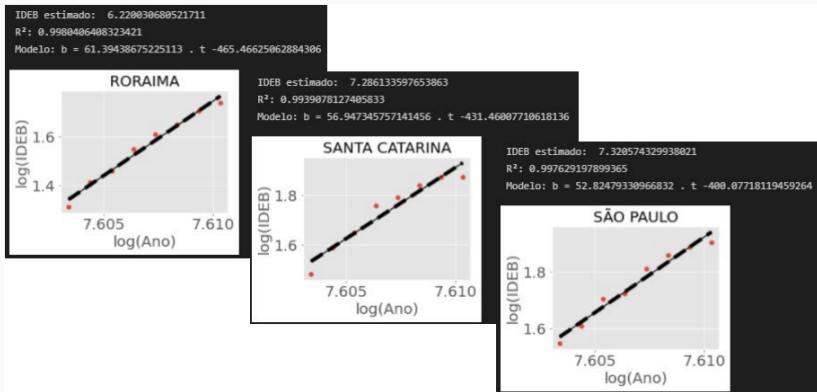 IDEB estimado: 6.220030680521711
R²: 0.9980406408323421
Modelo: b = 61.39438675225113 . t -465.46625062884306
RORAIMA
log(IDEB)
1.6
1.4
7.605
7.610
log(Ano)
IDEB estimado: 7.286133597653863
R²: 0.9939078127405833
Modelo: b = 56.947345757141456 . t -431.46007710618136
SANTA CATARINA
log(IDEB)
1.8
1.6
7.605
7.610
log(Ano)
IDEB estimado: 7.320574329938021
R²: 0.997629197899365
Modelo: b = 52.82479330966832 . t -400.07718119459264
SÃO PAULO
log(IDEB)
1.8
1.6
7.605
7.610
log(Ano)